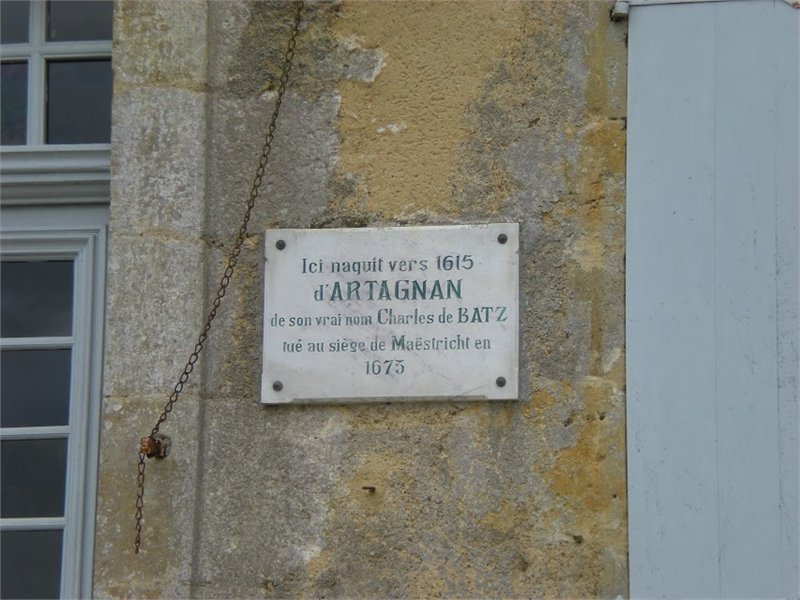 Ici naquit vers 1615
d'ARTAGNAN
de son vrai nom Charles de BATZ
tué au siège de Maëstricht en
1673